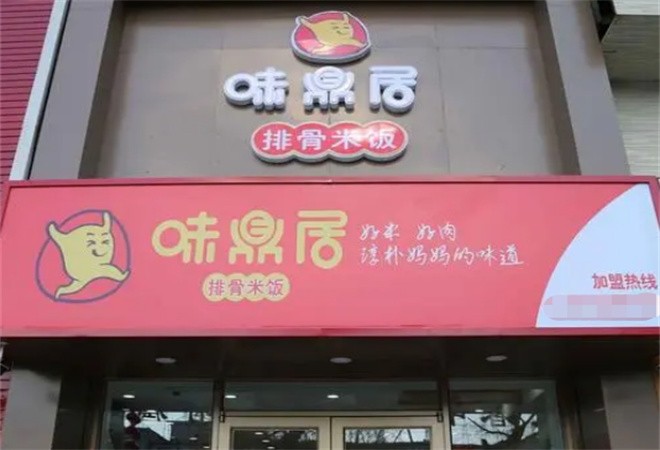 味鼎居
排骨米饭
味鼎居
排骨米饭
好米 好肉
淳朴妈妈的味道
加盟热线